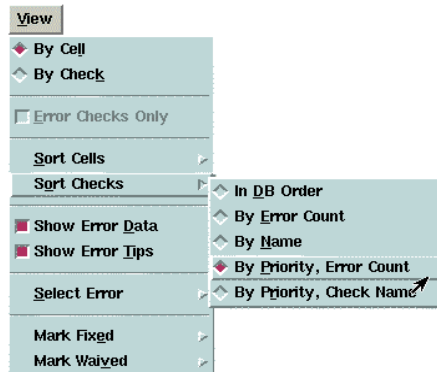 View
By Cell
By Check
Error Checks Only
Sort Cells
Sort Checks
In DB Order
By Error Count
By Name
By Priority, Error Count
By Priority, Check Name
Show Error Data
Show Error Tips
Select Error
Mark Fixed
Mark Waived